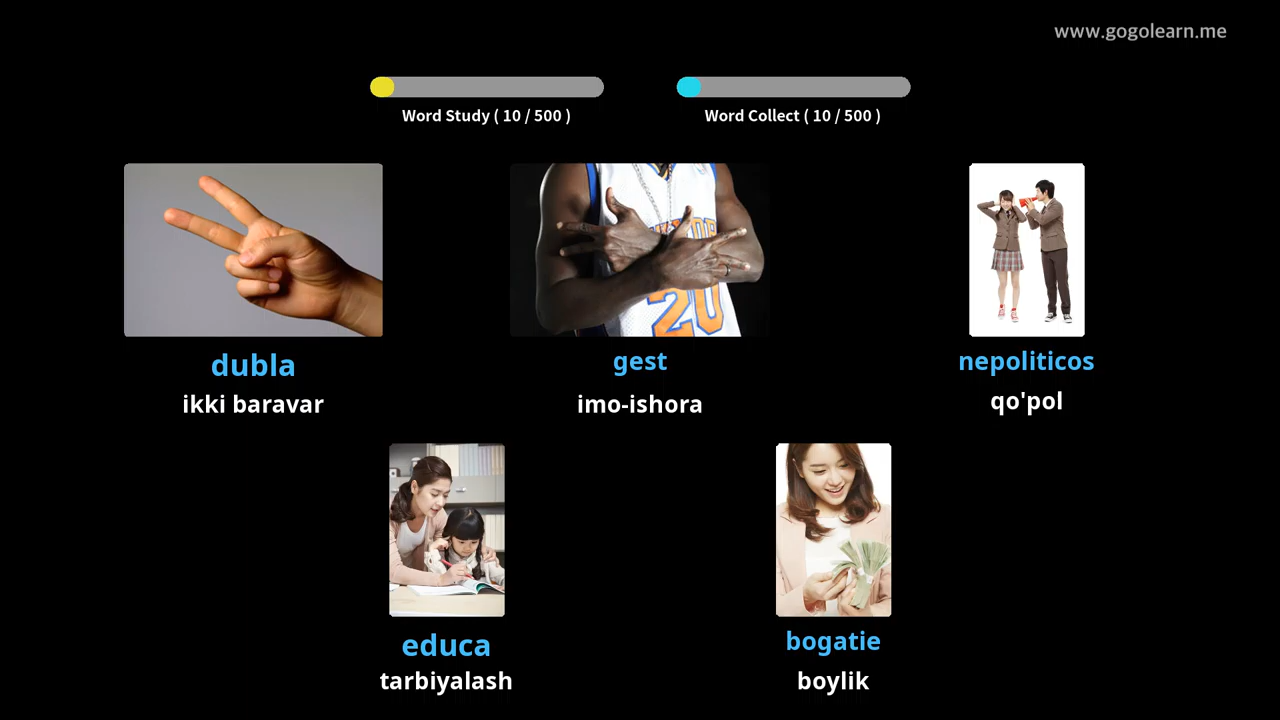 www.gogolearn.me
Word Study ( 10 / 500 )
Word Collect ( 10 / 500 )
20
dubla
gest
nepoliticos
ikki baravar
imo-ishora
qo'pol
educa
bogatie
tarbiyalash
boylik